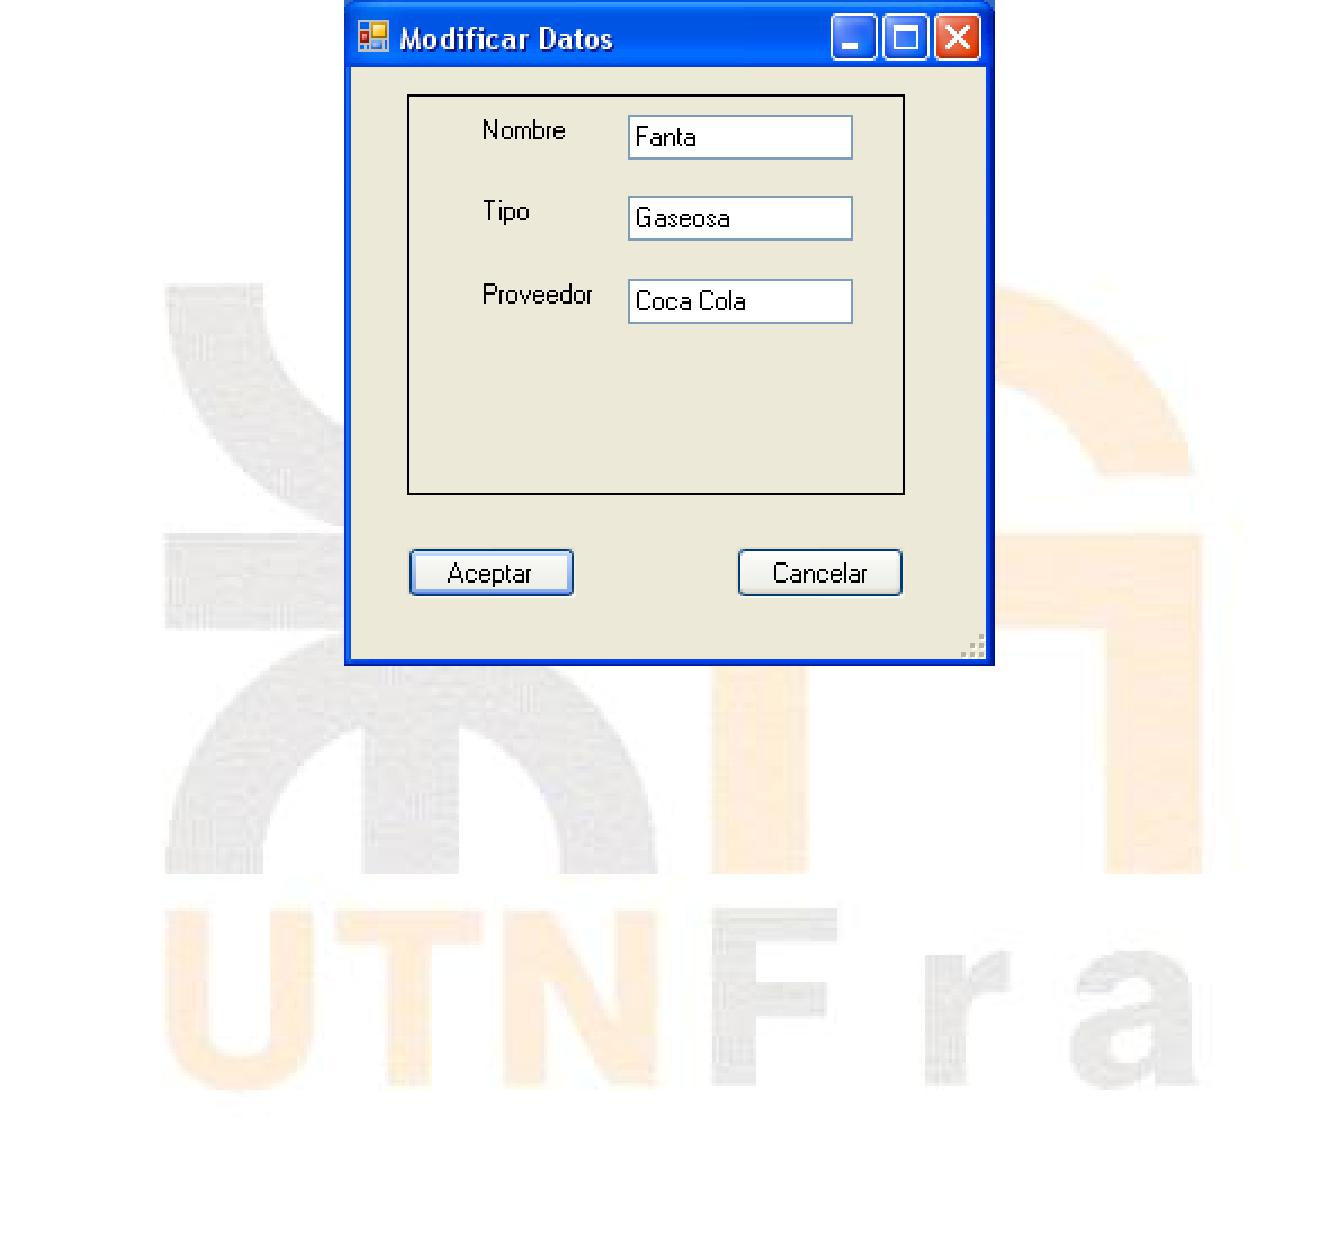 Modificar Datos
Nombre Fanta
Tipo Gaseosa
Proveedor Coca Cola
Aceptar Cancelar
UTN Fra